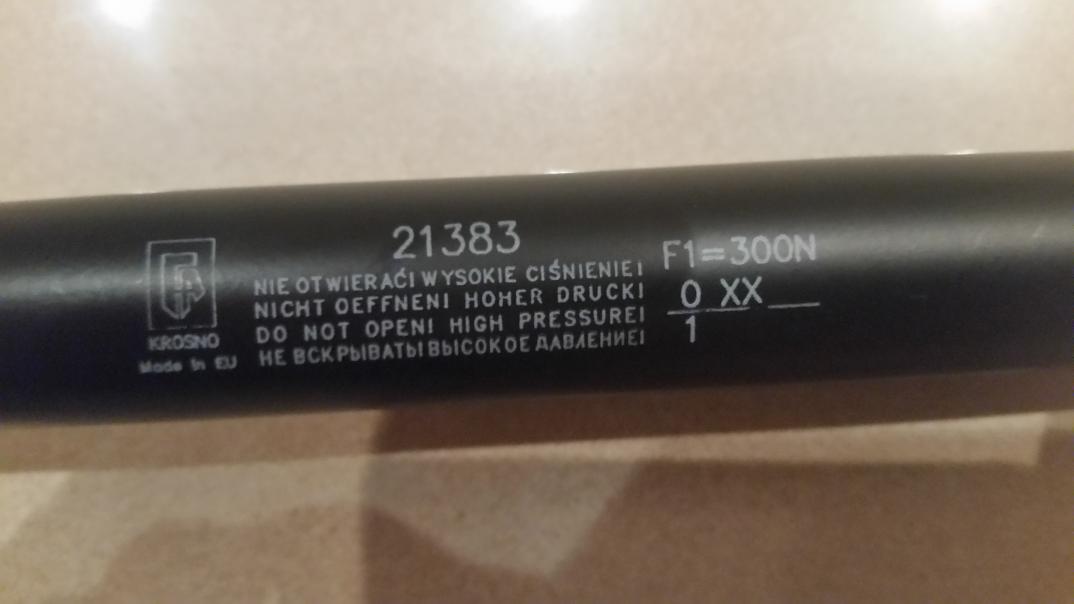 21383
NIE OTWIERAĆ! WYSOKIE CIŚNIENIE!
NICHT OEFFNEN! HOHER DRUCK!
DO NOT OPEN! HIGH PRESSURE!
НЕ ВСКРЫВАТЬ! ВЫСОКОЕ ДАВЛЕНИЕ!
KROSNO
Made in EU
F1=300N
0 XX __
1